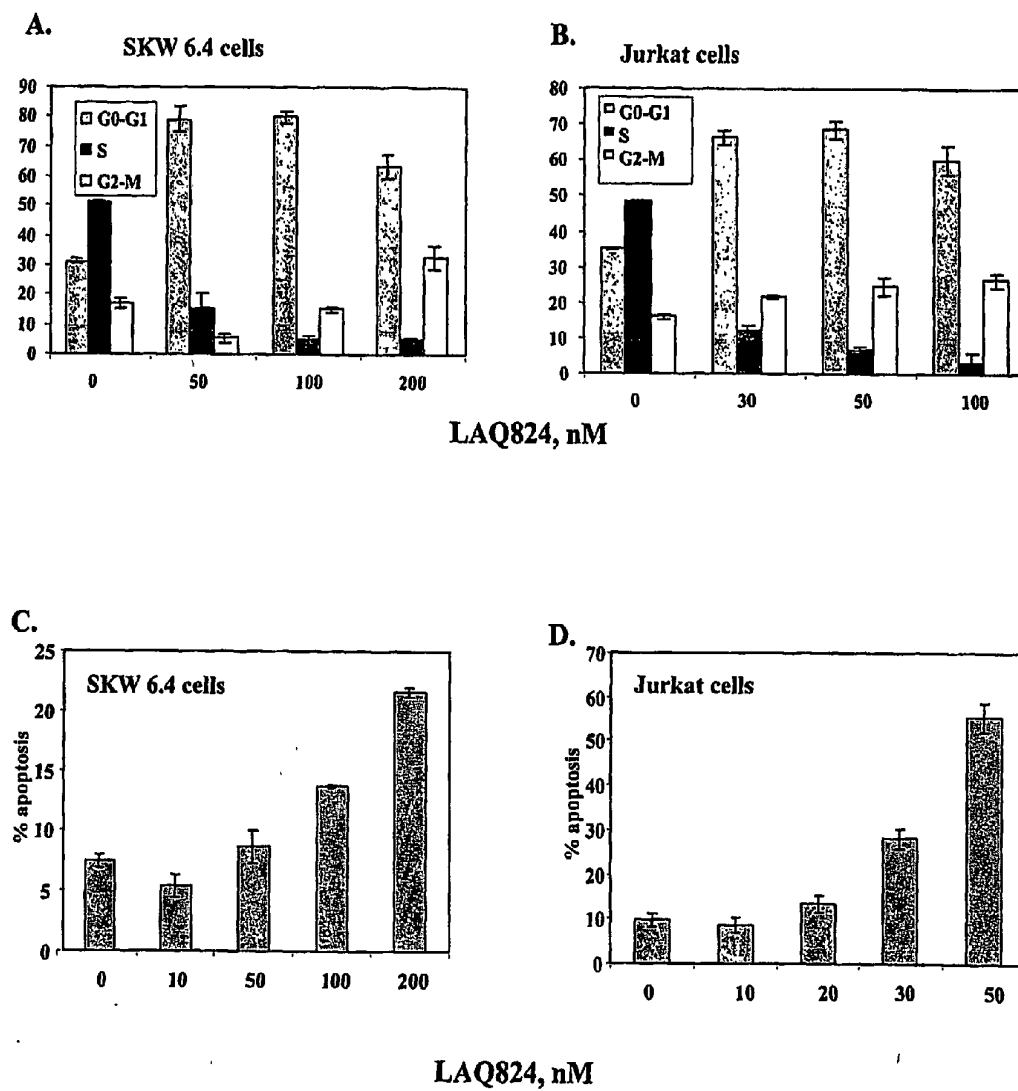 A.
SKW 6.4 cells
90
80
70
60
50
40
30
20
10
0
G0-G1
S
G2-M
0 50 100 200
B.
Jurkat cells
80
70
60
50
40
30
20
10
0
G0-G1
S
G2-M
0 30 50 100
LAQ824, nM
C.
SKW 6.4 cells
% apoptosis
25
20
15
10
5
0
0 10 50 100 200
D.
Jurkat cells
% apoptosis
70
60
50
40
30
20
10
0
0 10 20 30 50
LAQ824, nM